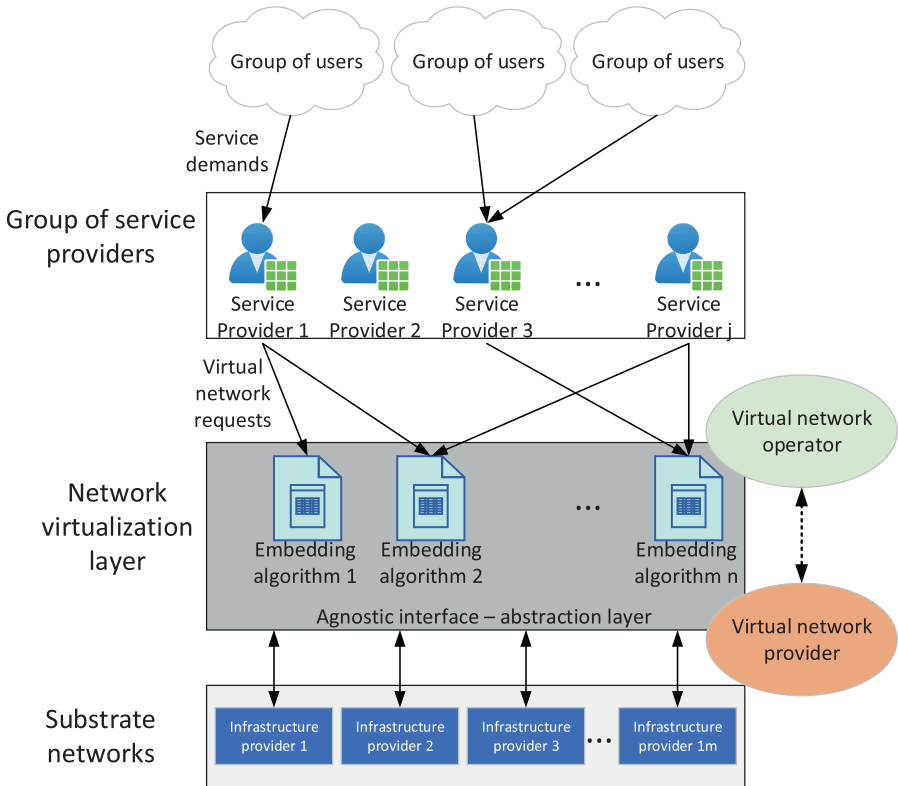 Group of users
Group of users
Group of users
Service
demands
Group of service
providers
Service
Provider 1
Service
Provider 2
Service
Provider 3
...
Service
Provider j
Virtual
network
requests
Virtual network
operator
Network
virtualization
layer
Embedding
algorithm 1
Embedding
algorithm 2
...
Embedding
algorithm n
Agnostic interface – abstraction layer
Virtual network
provider
Substrate
networks
Infrastructure
provider 1
Infrastructure
provider 2
Infrastructure
provider 3
...
Infrastructure
provider 1m